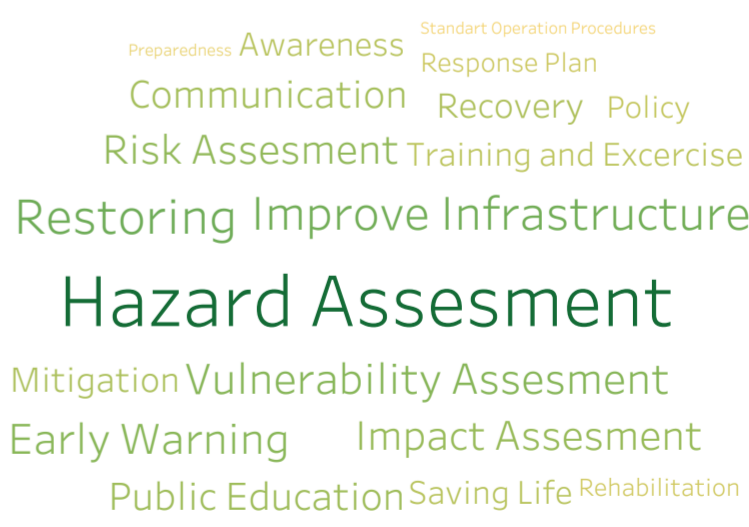 Standart Operation Procedures
Preparedness Awareness
Response Plan
Communication
Recovery Policy
Risk Assesment Training and Excercise
Restoring Improve Infrastructure
Hazard Assesment
Mitigation Vulnerability Assesment
Early Warning Impact Assesment
Public Education Saving Life Rehabilitation